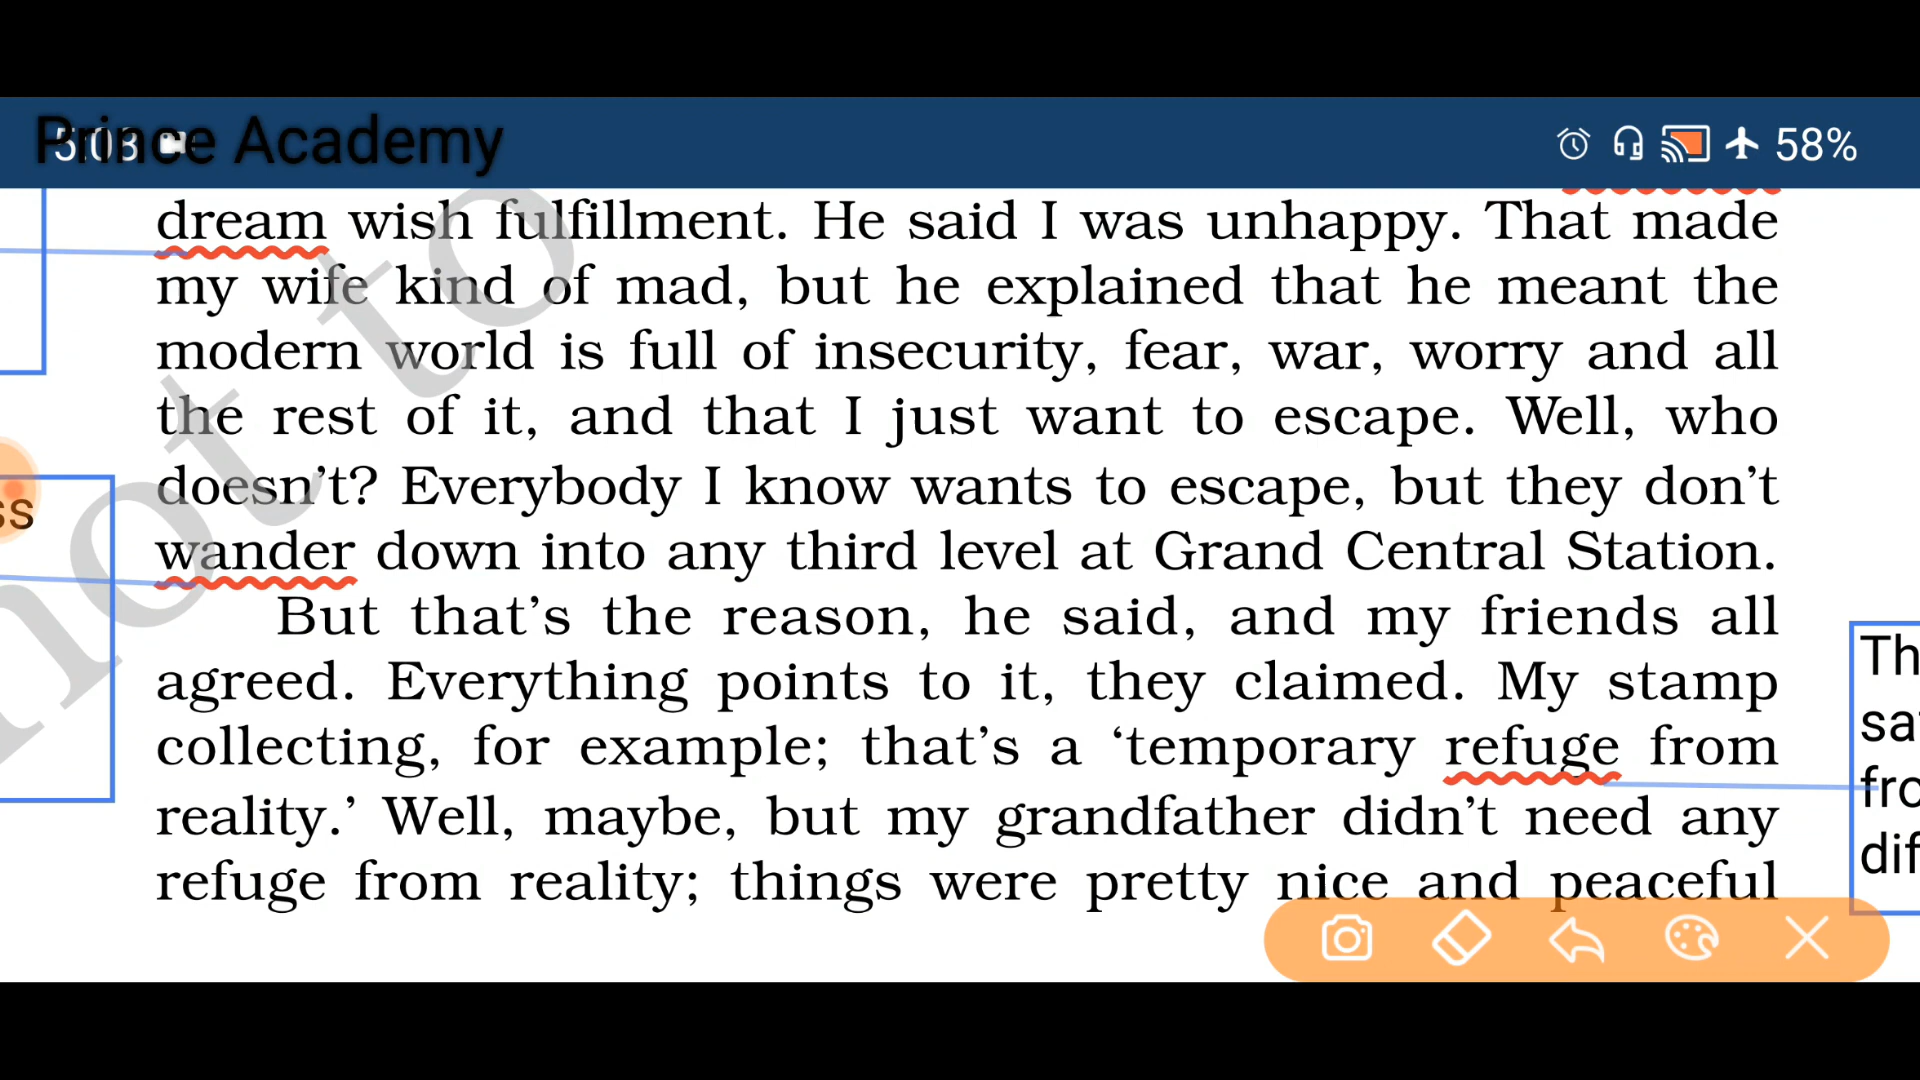 Prince Academy
5:03
58%
dream wish fulfillment. He said I was unhappy. That made
my wife kind of mad, but he explained that he meant the
modern world is full of insecurity, fear, war, worry and all
the rest of it, and that I just want to escape. Well, who
doesn't? Everybody I know wants to escape, but they don't
wander down into any third level at Grand Central Station.
But that's the reason, he said, and my friends all
agreed. Everything points to it, they claimed. My stamp
collecting, for example; that's a ‘temporary refuge from
reality.’ Well, maybe, but my grandfather didn't need any
refuge from reality; things were pretty nice and peaceful
not to